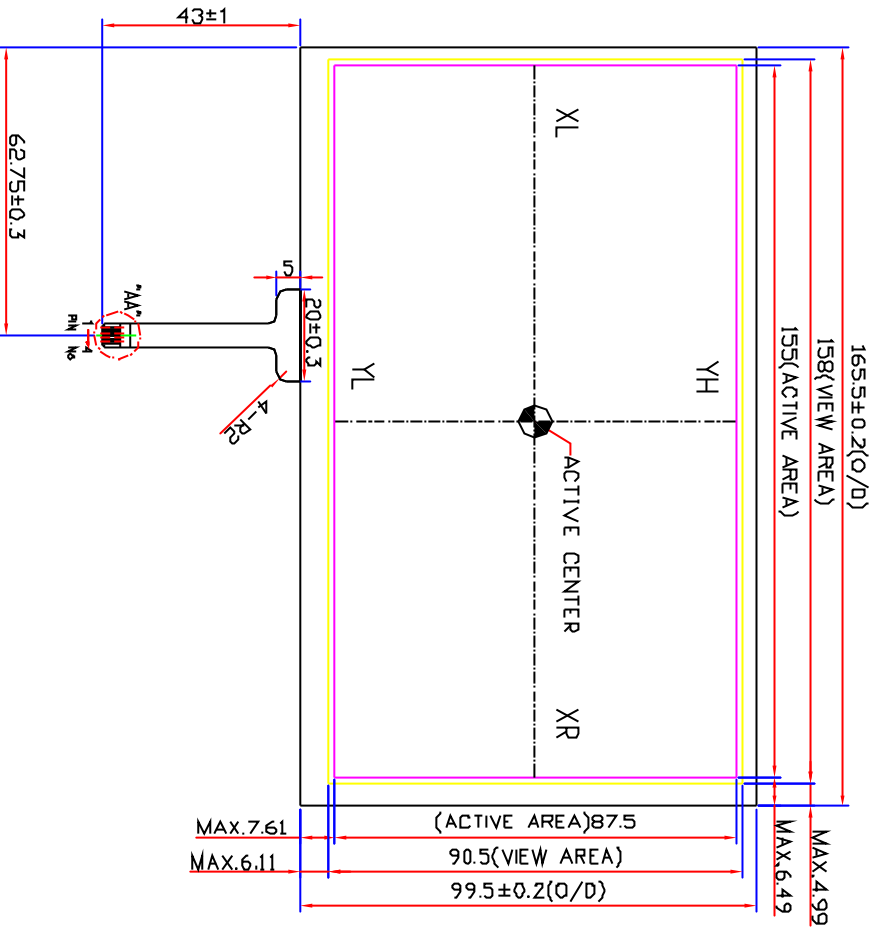 43±1
62.75±0.3
5
20±0.3
"AA"
1
4
PIN
No
4-R2
XL
YL
YH
XR
ACTIVE CENTER
165.5±0.2(O/D)
158(VIEW AREA)
155(ACTIVE AREA)
MAX.4.99
MAX.6.49
MAX.7.61
(ACTIVE AREA)87.5
MAX.6.11
90.5(VIEW AREA)
99.5±0.2(O/D)